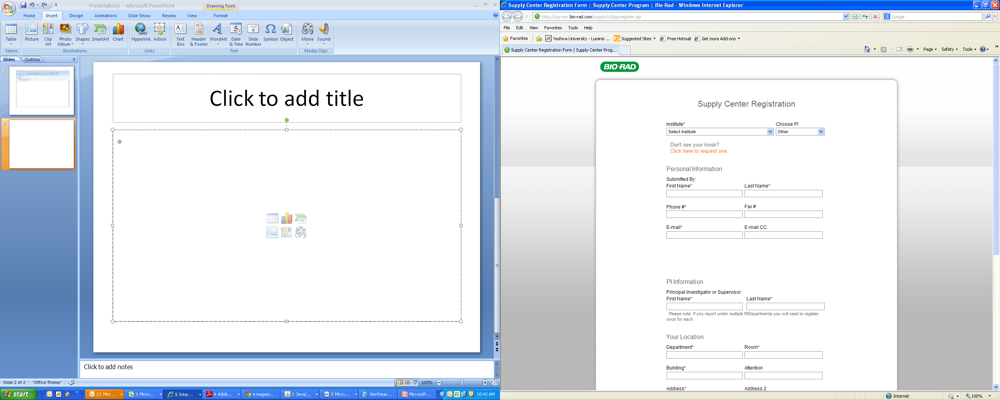 Presentation1 - Microsoft PowerPoint
Drawing Tools
Home Insert Design Animations Slide Show Review View Format
Table Picture Clip Art Photo Album Shapes SmartArt Chart Hyperlink Action Text Box Header & Footer WordArt Date & Time Slide Number Symbol Object Movie Sound
Tables Illustrations Links Text Media Clips
Slides Outline
1
2
Click to add title
Click to add notes
Slide 2 of 2 "Office Theme" 103%
start 22 Micr... 3 Micro... 5 Inter... 4 Adob... e magazi... 2 Java(... 3 Micro... Northeas... Microsoft... 10:42 AM
Supply Center Registration Form | Supply Center Program | Bio-Rad - Windows Internet Explorer
http://isurvey.bio-rad.com/isupply10/jsp/register.jsp
Google
File Edit View Favorites Tools Help
Favorites Yeshiva University - Luminis ... Suggested Sites Free Hotmail Get more Add-ons
Supply Center Registration Form | Supply Center Prog...
Page Safety Tools
BIO-RAD
Supply Center Registration
Institute* Choose PI
Select Institute Other
Don't see your kiosk?
Click here to request one.
Personal Information
Submitted By:
First Name* Last Name*
Phone #* Fax #
E-mail* E-mail CC
PI Information
Principal Investigator or Supervisor:
First Name* Last Name*
Please note: If you report under multiple PI/Departments you will need to register
once for each.
Your Location
Department* Room*
Building* Attention
Address* Address 2
Internet 100%